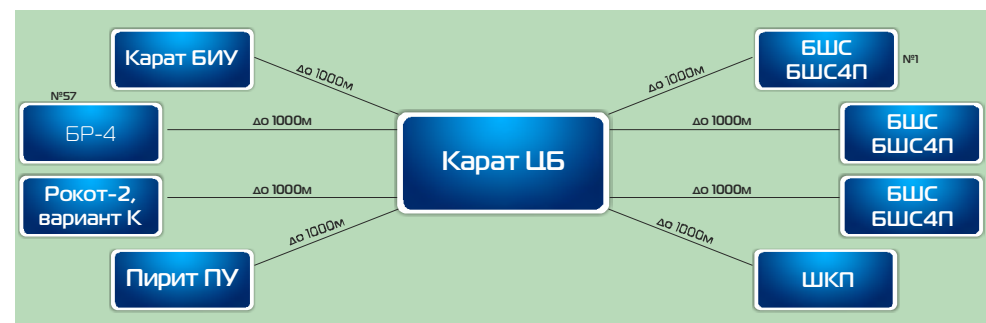 Карат БИУ
до 1000м
№57
БР-4
до 1000м
Рокот-2,
вариант К
до 1000м
Пирит ПУ
до 1000м
Карат ЦБ
до 1000м
БШС
БШС4П
№1
до 1000м
БШС
БШС4П
до 1000м
БШС
БШС4П
до 1000м
ШКП